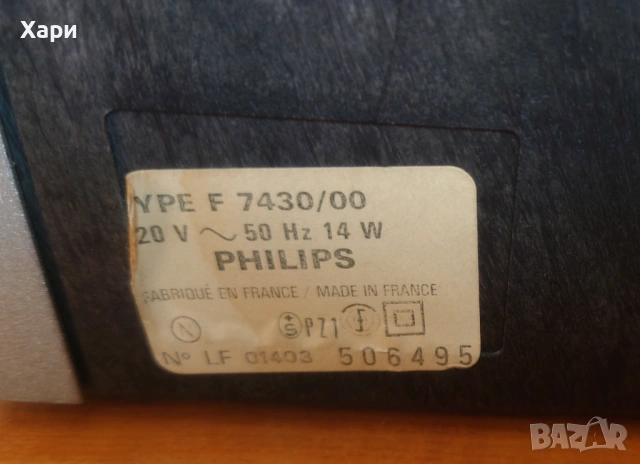 Хари
YPE F 7430/00
20 V ~ 50 Hz 14 W
PHILIPS
FABRIQUÉ EN FRANCE / MADE IN FRANCE
N S PZ1 F
N° LF 01403 506495
BAZAR